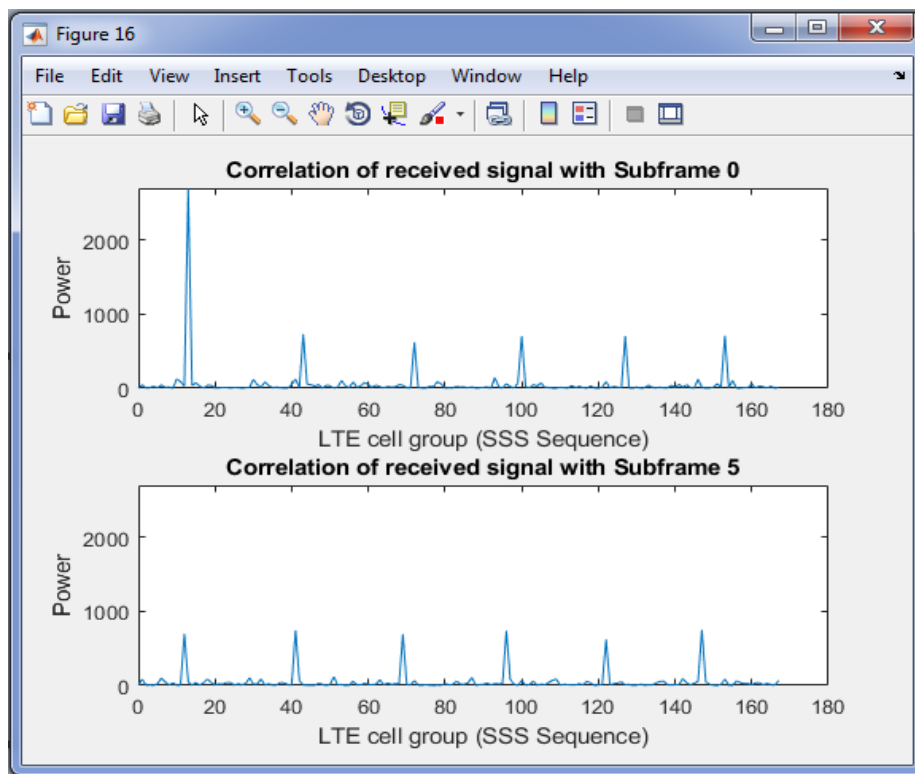 Figure 16
File Edit View Insert Tools Desktop Window Help
Correlation of received signal with Subframe 0
Power
2000
1000
0
0 20 40 60 80 100 120 140 160 180
LTE cell group (SSS Sequence)
Correlation of received signal with Subframe 5
Power
2000
1000
0
0 20 40 60 80 100 120 140 160 180
LTE cell group (SSS Sequence)